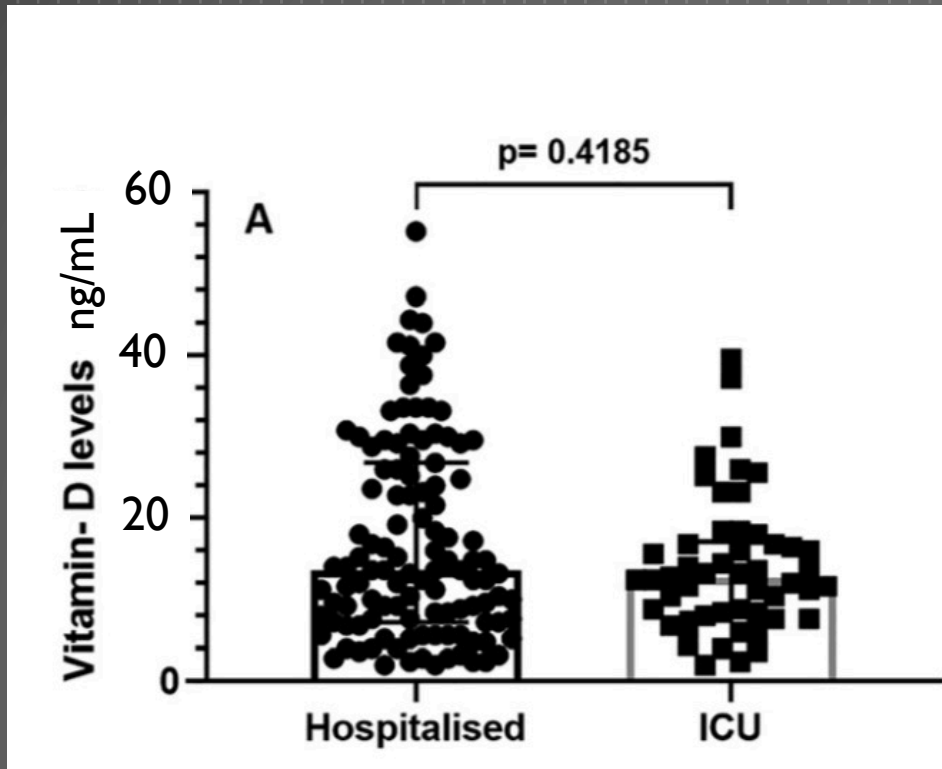 p= 0.4185
A
60
40
20
0
Vitamin- D levels ng/mL
Hospitalised
ICU